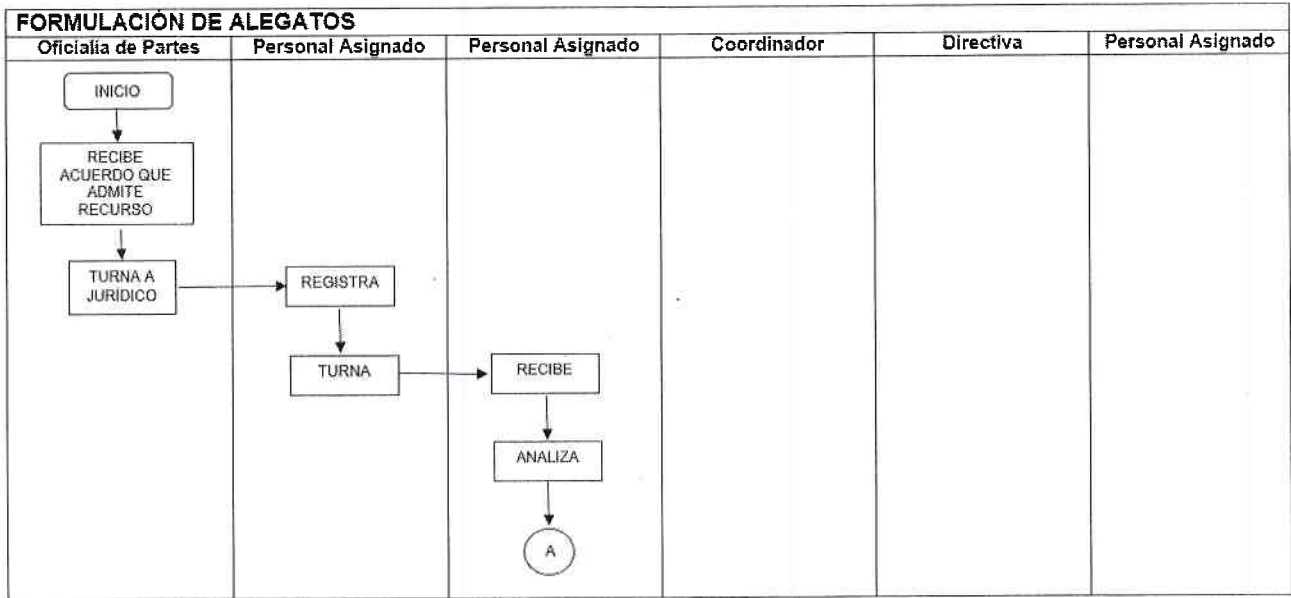 FORMULACIÓN DE ALEGATOS
Oficialía de Partes
Personal Asignado
Personal Asignado
Coordinador
Directiva
Personal Asignado
INICIO
RECIBE
ACUERDO QUE
ADMITE
RECURSO
TURNA A
JURÍDICO
REGISTRA
TURNA
RECIBE
ANALIZA
A